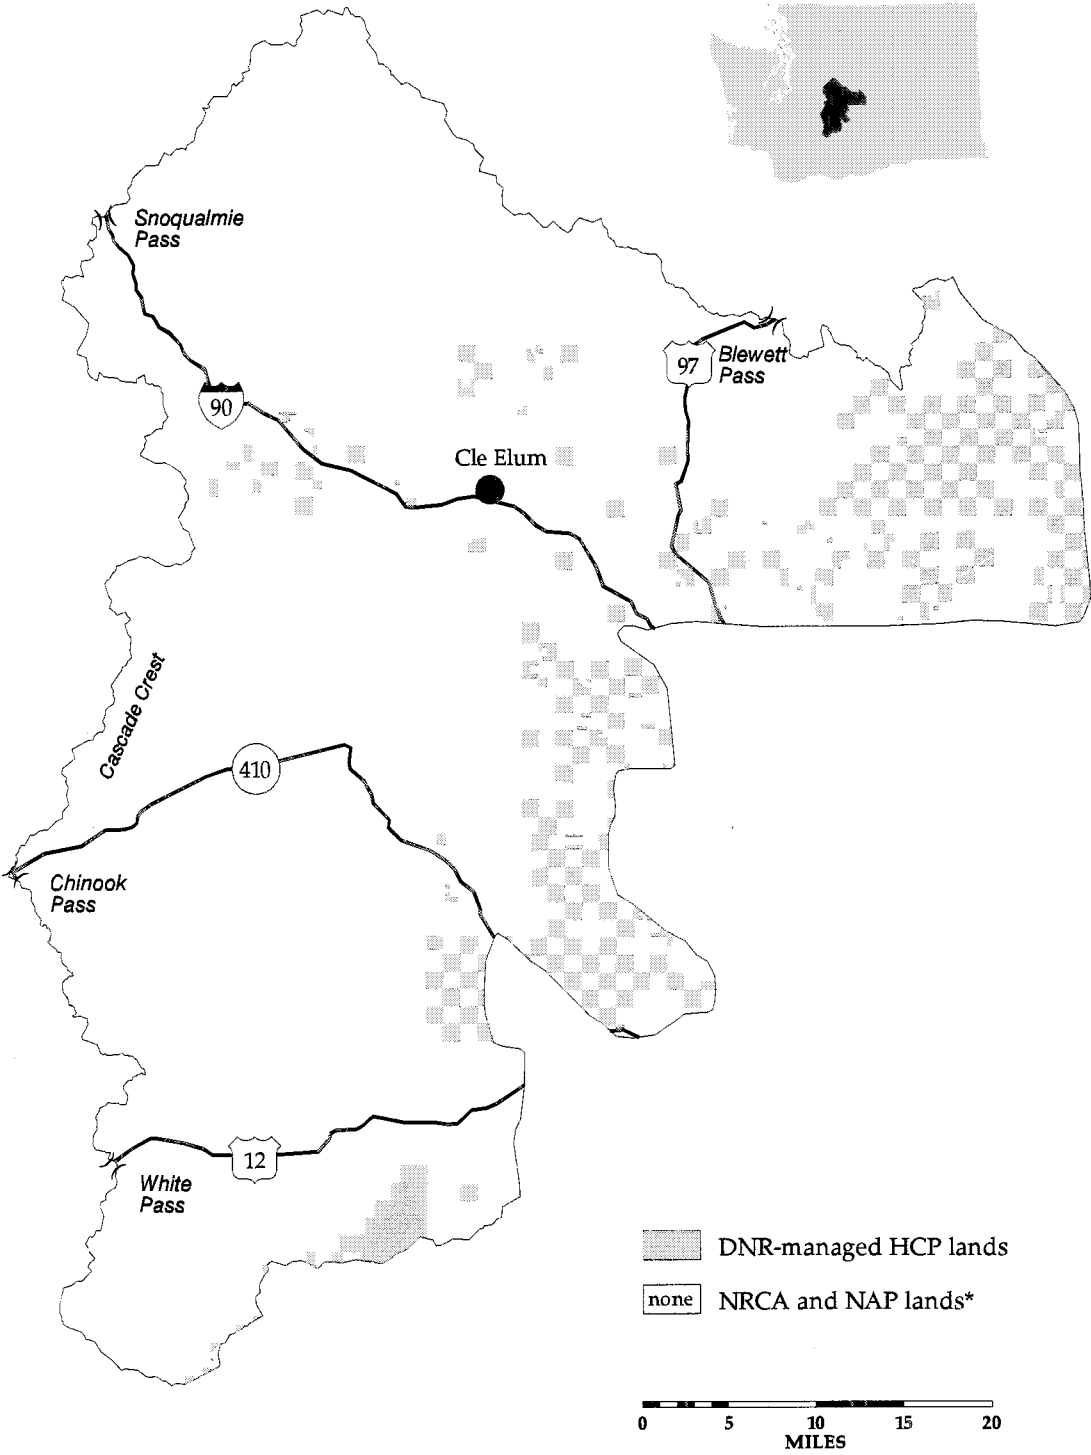 Snoqualmie
Pass
97
Blewett
Pass
90
Cle Elum
Cascade Crest
410
Chinook
Pass
12
White
Pass
DNR-managed HCP lands
none NRCA and NAP lands*
0 5 10 15 20
MILES